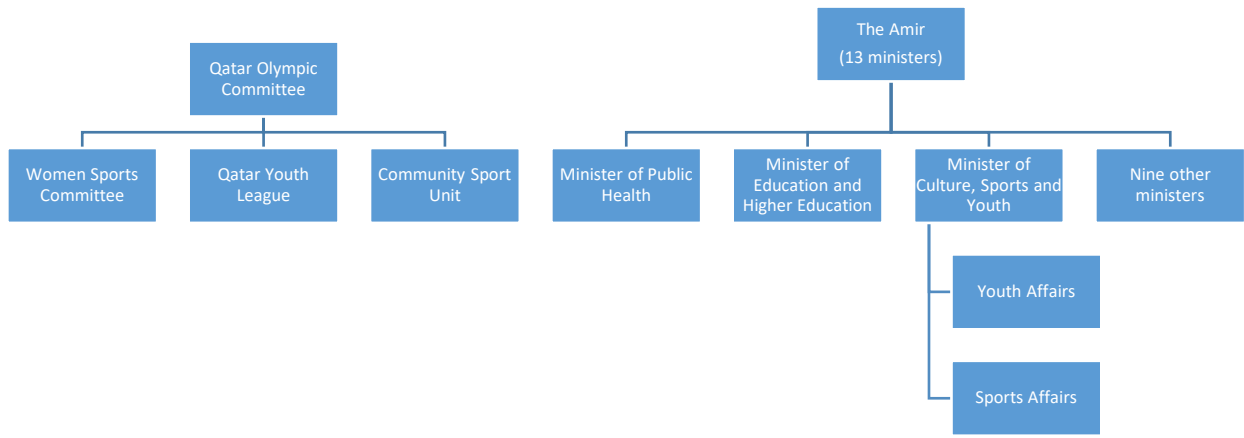 Qatar Olympic
Committee
Women Sports
Committee
Qatar Youth
League
Community Sport
Unit
The Amir
(13 ministers)
Minister of Public
Health
Minister of
Education and
Higher Education
Minister of
Culture, Sports and
Youth
Nine other
ministers
Youth Affairs
Sports Affairs